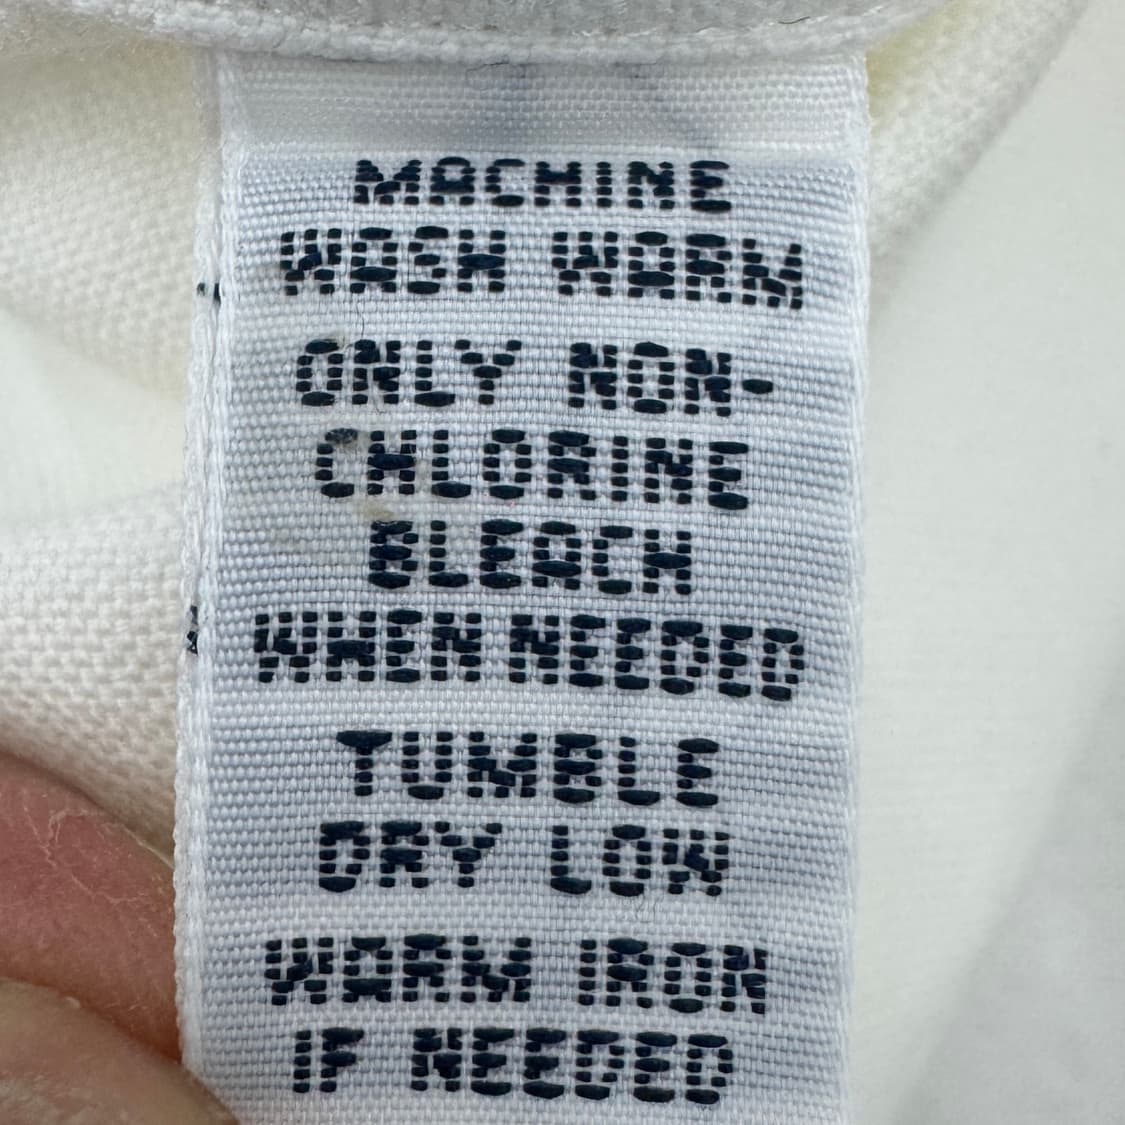 MACHINE
WASH WARM
ONLY NON-
CHLORINE
BLEACH
WHEN NEEDED
TUMBLE
DRY LOW
WARM IRON
IF NEEDED